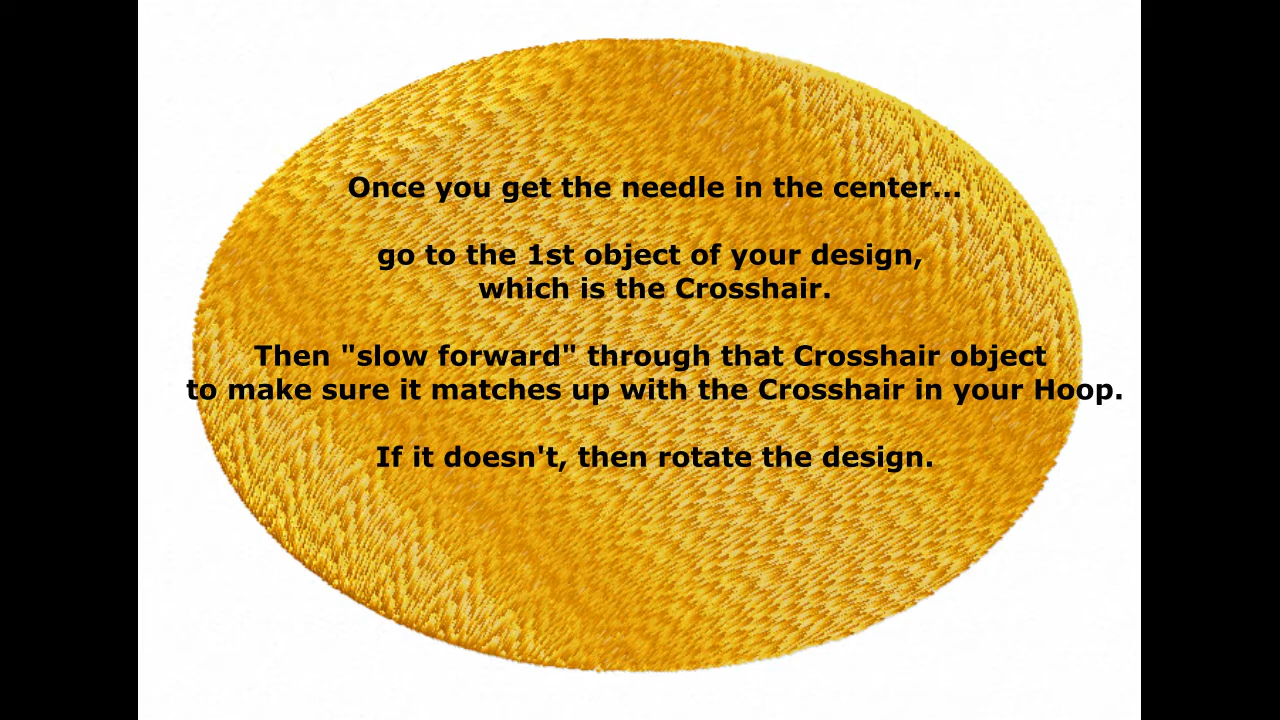 Once you get the needle in the center...
go to the 1st object of your design,
which is the Crosshair.
Then "slow forward" through that Crosshair object
to make sure it matches up with the Crosshair in your Hoop.
If it doesn't, then rotate the design.